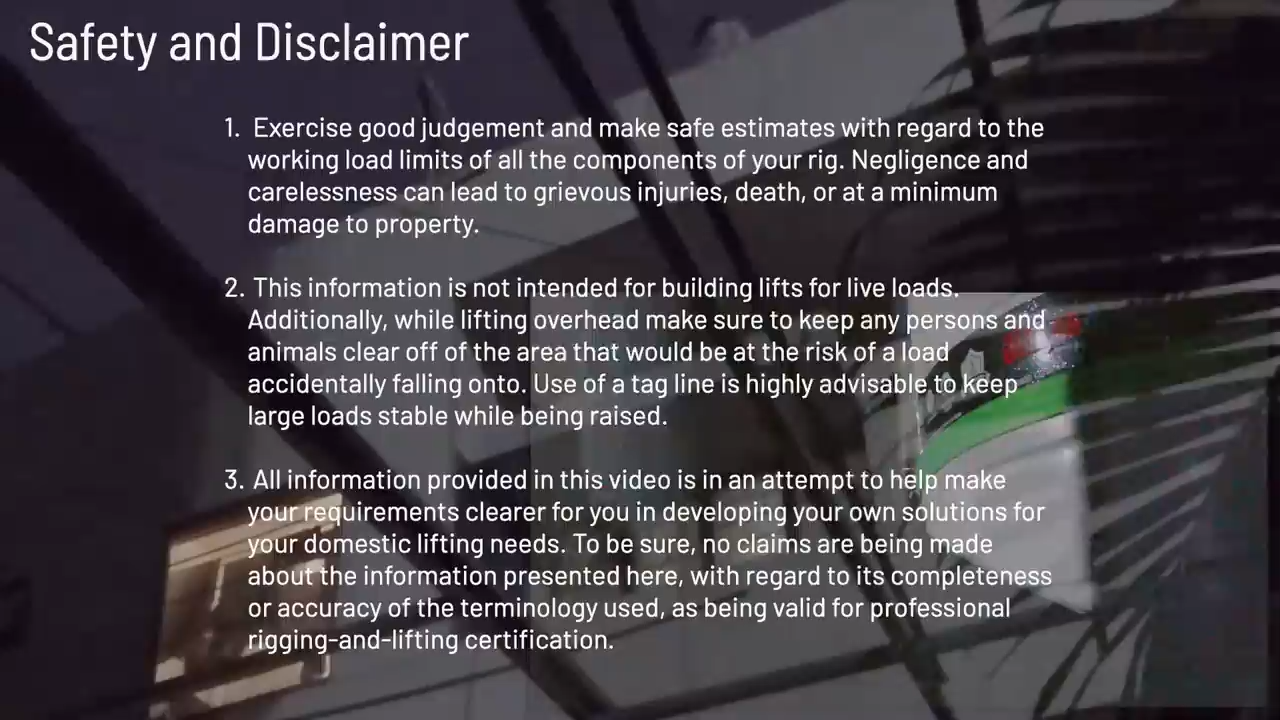 Safety and Disclaimer
1. Exercise good judgement and make safe estimates with regard to the
working load limits of all the components of your rig. Negligence and
carelessness can lead to grievous injuries, death, or at a minimum
damage to property.
2. This information is not intended for building lifts for live loads.
Additionally, while lifting overhead make sure to keep any persons and
animals clear off of the area that would be at the risk of a load
accidentally falling onto. Use of a tag line is highly advisable to keep
large loads stable while being raised.
3. All information provided in this video is in an attempt to help make
your requirements clearer for you in developing your own solutions for
your domestic lifting needs. To be sure, no claims are being made
about the information presented here, with regard to its completeness
or accuracy of the terminology used, as being valid for professional
rigging-and-lifting certification.